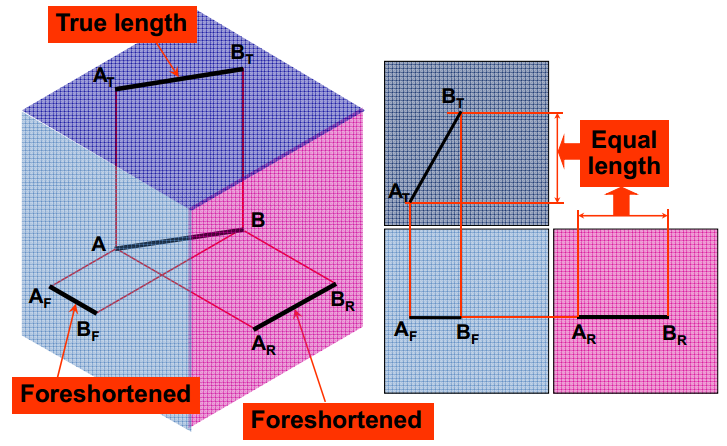 True length
A_T
B_T
A
B
A_F
B_F
A_R
B_R
Foreshortened
Foreshortened
B_T
A_T
Equal
length
A_F
B_F
A_R
B_R